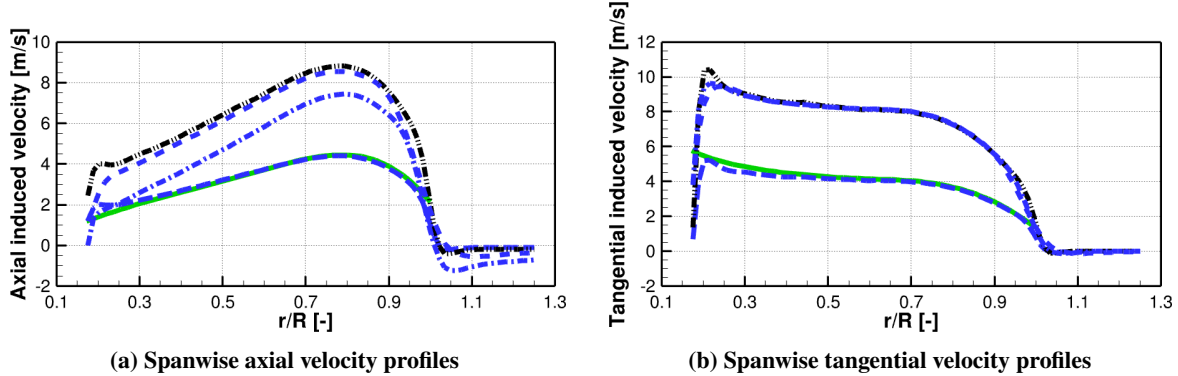 Axial induced velocity [m/s]
10
8
6
4
2
0
-2
0.1 0.3 0.5 0.7 0.9 1.1 1.3
r/R [-]
(a) Spanwise axial velocity profiles
Tangential induced velocity [m/s]
12
10
8
6
4
2
0
-2
0.1 0.3 0.5 0.7 0.9 1.1 1.3
r/R [-]
(b) Spanwise tangential velocity profiles